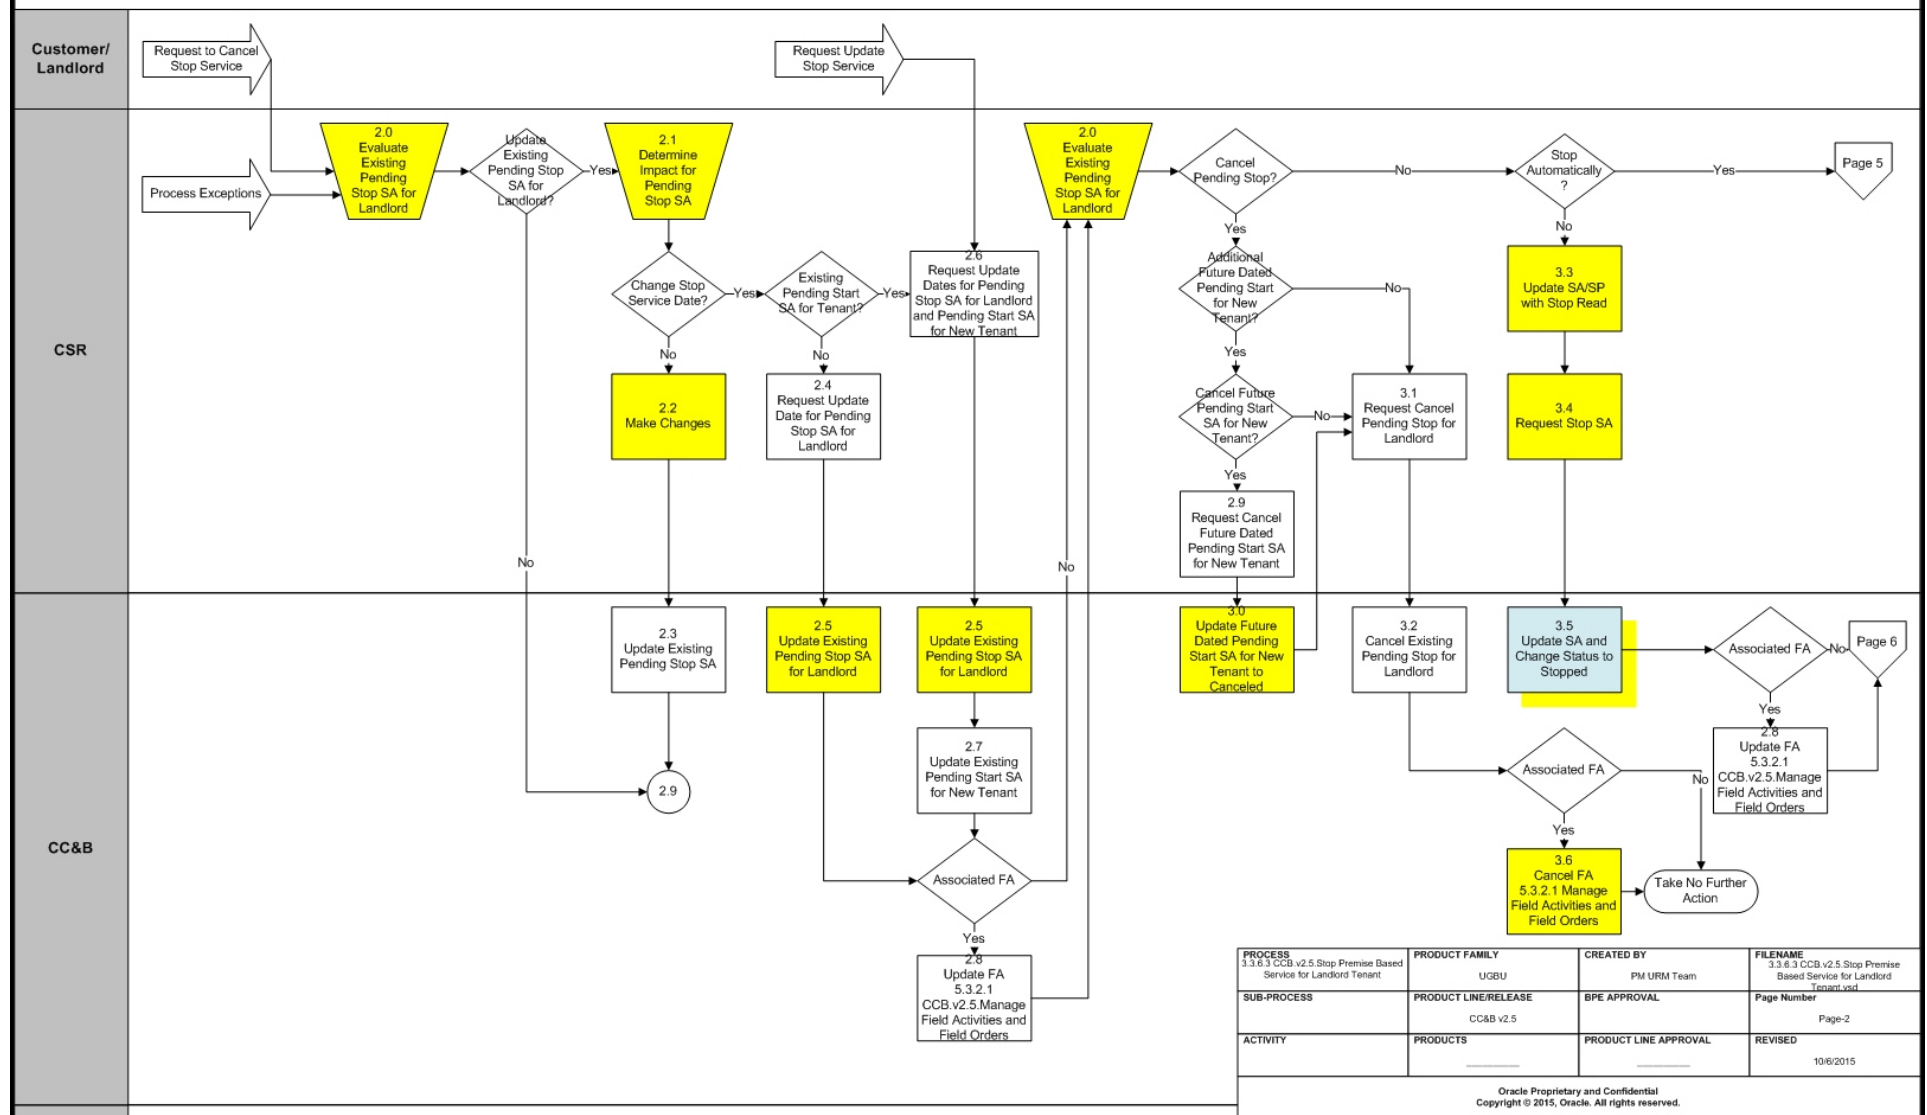 Customer/
Landlord
Request to Cancel
Stop Service
Request Update
Stop Service
CSR
Process Exceptions
2.0
Evaluate
Existing
Pending
Stop SA for
Landlord
Update
Existing
Pending Stop
SA for
Landlord?
Yes
No
2.1
Determine
Impact for
Pending
Stop SA
Change Stop
Service Date?
Yes
No
Existing
Pending Start
SA for Tenant?
Yes
No
2.6
Request Update
Dates for Pending
Stop SA for Landlord
and Pending Start SA
for New Tenant
2.2
Make Changes
2.4
Request Update
Date for Pending
Stop SA for
Landlord
2.0
Evaluate
Existing
Pending
Stop SA for
Landlord
No
Cancel
Pending Stop?
No
Yes
Stop
Automatically
?
Yes
No
Page 5
Additional
Future Dated
Pending Start
for New
Tenant?
No
Yes
3.3
Update SA/SP
with Stop Read
Cancel Future
Pending Start
SA for New
Tenant?
No
Yes
3.1
Request Cancel
Pending Stop for
Landlord
3.4
Request Stop SA
2.9
Request Cancel
Future Dated
Pending Start SA
for New Tenant
CC&B
2.3
Update Existing
Pending Stop SA
2.5
Update Existing
Pending Stop SA
for Landlord
2.5
Update Existing
Pending Stop SA
for Landlord
3.0
Update Future
Dated Pending
Start SA for New
Tenant to
Canceled
3.2
Cancel Existing
Pending Stop for
Landlord
3.5
Update SA and
Change Status to
Stopped
Associated FA
No
Yes
Page 6
2.9
2.7
Update Existing
Pending Start SA
for New Tenant
Associated FA
Yes
2.8
Update FA
5.3.2.1
CCB.v2.5.Manage
Field Activities and
Field Orders
Associated FA
No
Yes
2.8
Update FA
5.3.2.1
CCB.v2.5.Manage
Field Activities and
Field Orders
3.6
Cancel FA
5.3.2.1 Manage
Field Activities and
Field Orders
Take No Further
Action
PROCESS
3.3.6.3 CCB.v2.5.Stop Premise Based
Service for Landlord Tenant
PRODUCT FAMILY
UGBU
CREATED BY
PM URM Team
FILENAME
3.3.6.3 CCB.v2.5.Stop Premise
Based Service for Landlord
Tenant.vsd
SUB-PROCESS
PRODUCT LINE/RELEASE
CC&B v2.5
BPE APPROVAL
Page Number
Page-2
ACTIVITY
PRODUCTS
PRODUCT LINE APPROVAL
REVISED
10/6/2015
Oracle Proprietary and Confidential
Copyright © 2015, Oracle. All rights reserved.